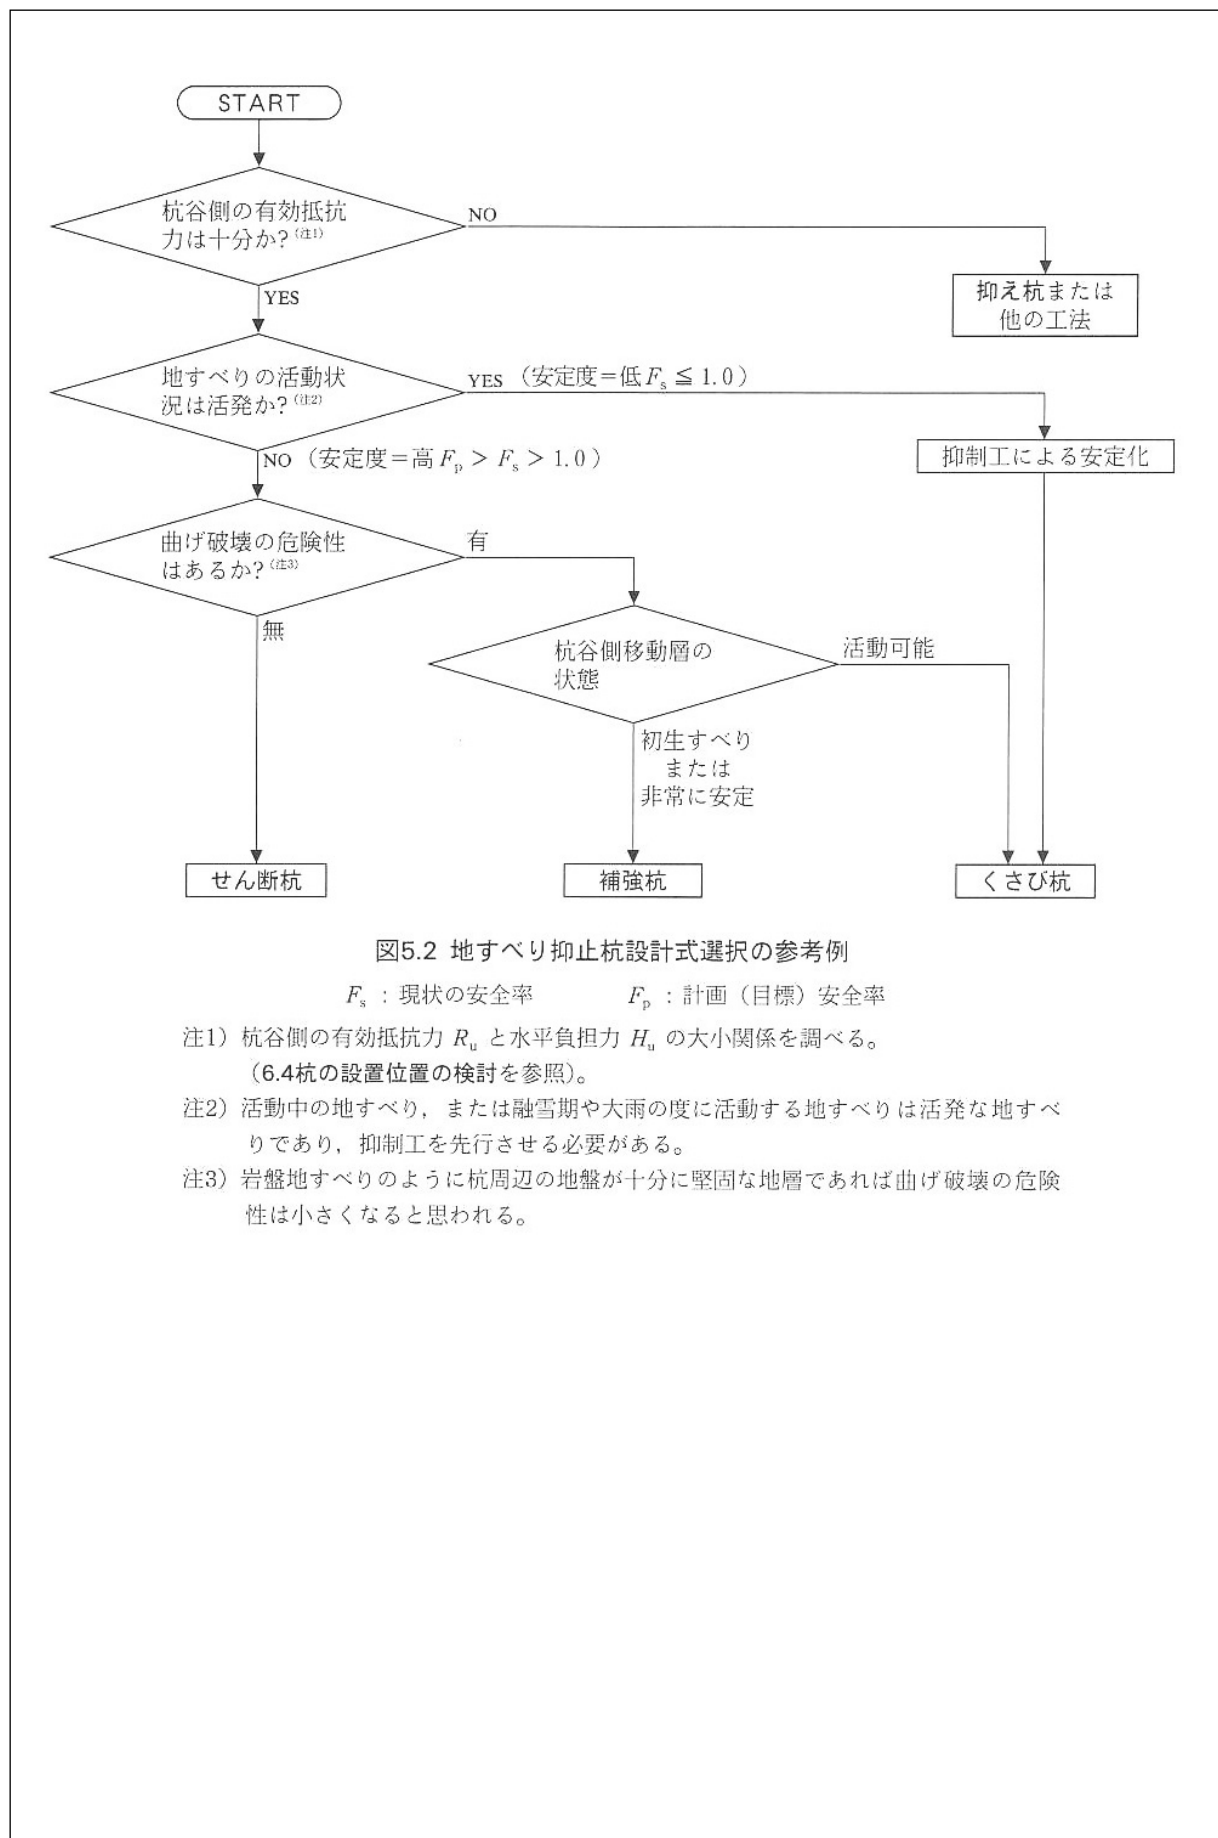 START
杭谷側の有効抵抗
力は十分か?(注1)
NO
YES
抑え杭または
他の工法
地すべりの活動状
況は活発か?(注2)
YES（安定度＝低 Fs ≦ 1.0）
NO（安定度＝高 Fp > Fs > 1.0）
抑制工による安定化
曲げ破壊の危険性
はあるか?(注3)
有
無
杭谷側移動層の
状態
活動可能
初生すべり
または
非常に安定
せん断杭
補強杭
くさび杭
図5.2 地すべり抑止杭設計式選択の参考例
Fs：現状の安全率 Fp：計画（目標）安全率
注1）杭谷側の有効抵抗力 Ru と水平負担力 Hu の大小関係を調べる。
（6.4杭の設置位置の検討を参照）。
注2）活動中の地すべり，または融雪期や大雨の度に活動する地すべりは活発な地すべ
りであり，抑制工を先行させる必要がある。
注3）岩盤地すべりのように杭周辺の地盤が十分に堅固な地層であれば曲げ破壊の危険
性は小さくなると思われる。